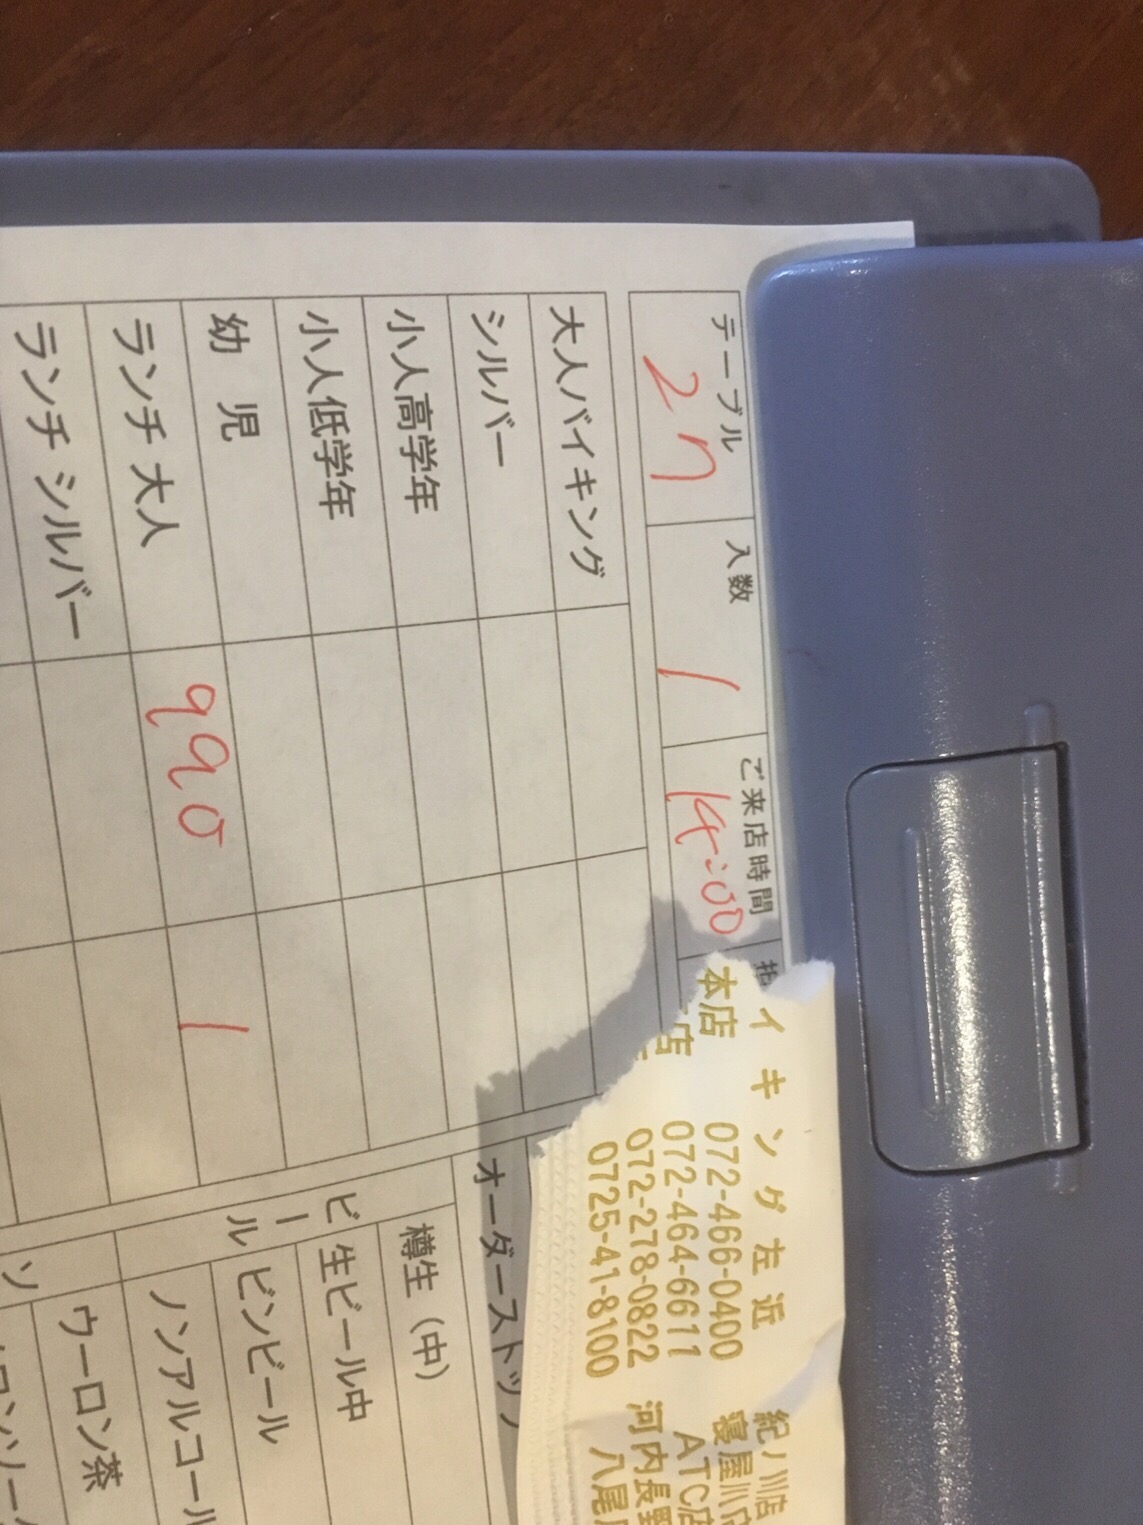 テーブル 入数 ご来店時間
2 1 14:00
大人バイキング
シルバー
小人高学年
小人低学年
幼 児
ランチ 大人 990 1
ランチ シルバー
オーダーストッ
樽生（中）
ビール
生ビール中
ビンビール
ノンアルコール
ウーロン茶
イキング左近
本店 072-466-0400
店 072-464-6611
072-278-0822
0725-41-8100
紀ノ川店
寝屋川店
ATC店
河内長野
八尾